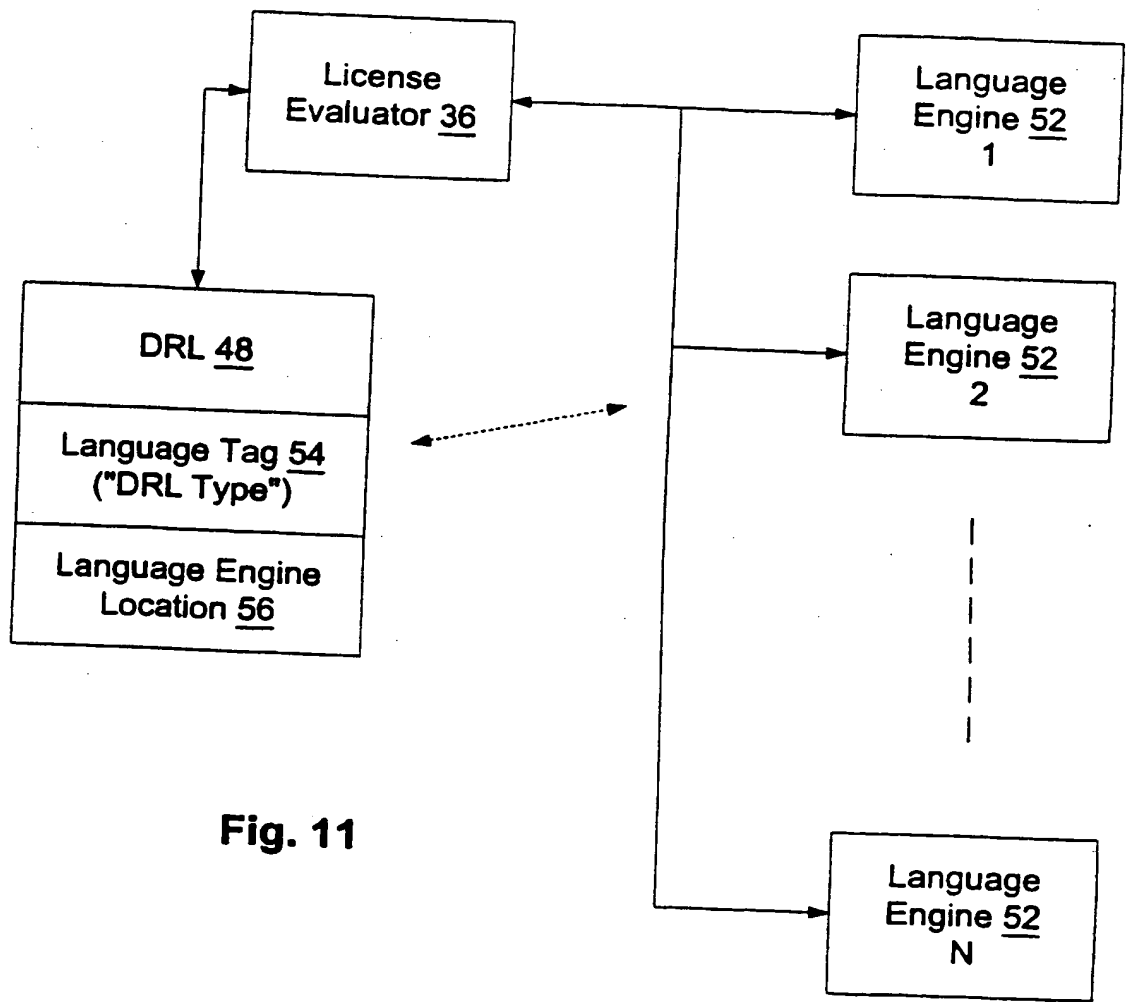 License
Evaluator 36
Language
Engine 52
1
Language
Engine 52
2
DRL 48
Language Tag 54
("DRL Type")
Language Engine
Location 56
Fig. 11
Language
Engine 52
N